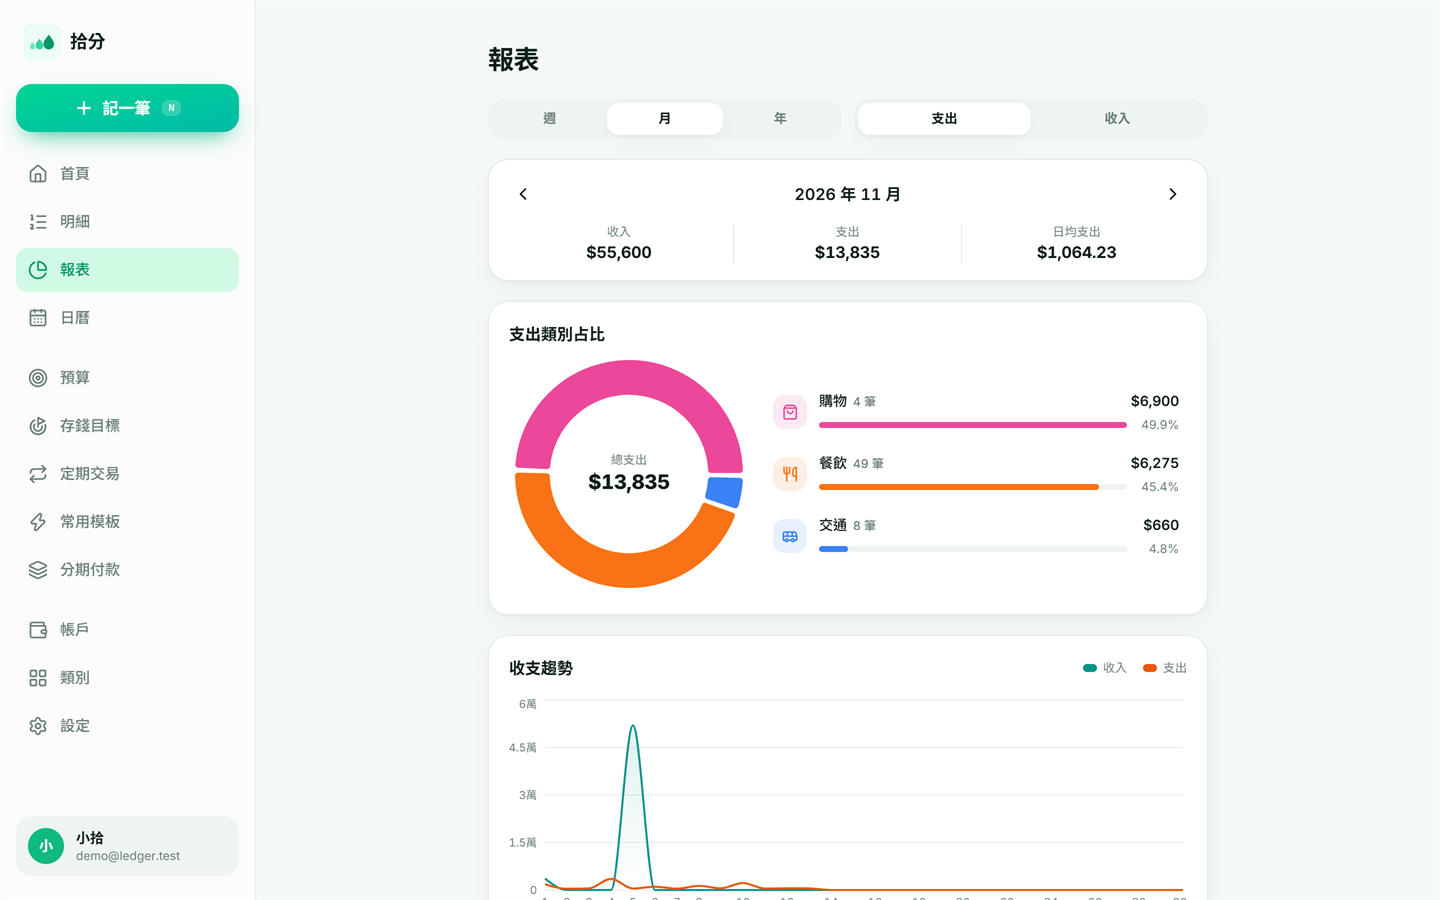 拾分
記一筆 N
首頁
明細
報表
日曆
預算
存錢目標
定期交易
常用模板
分期付款
帳戶
類別
設定
小
小拾
demo@ledger.test
報表
週 月 年 支出 收入
2026 年 11 月
收入 支出 日均支出
$55,600 $13,835 $1,064.23
支出類別占比
總支出
$13,835
購物 4 筆 $6,900
49.9%
餐飲 49 筆 $6,275
45.4%
交通 8 筆 $660
4.8%
收支趨勢 收入 支出
6萬
4.5萬
3萬
1.5萬
0